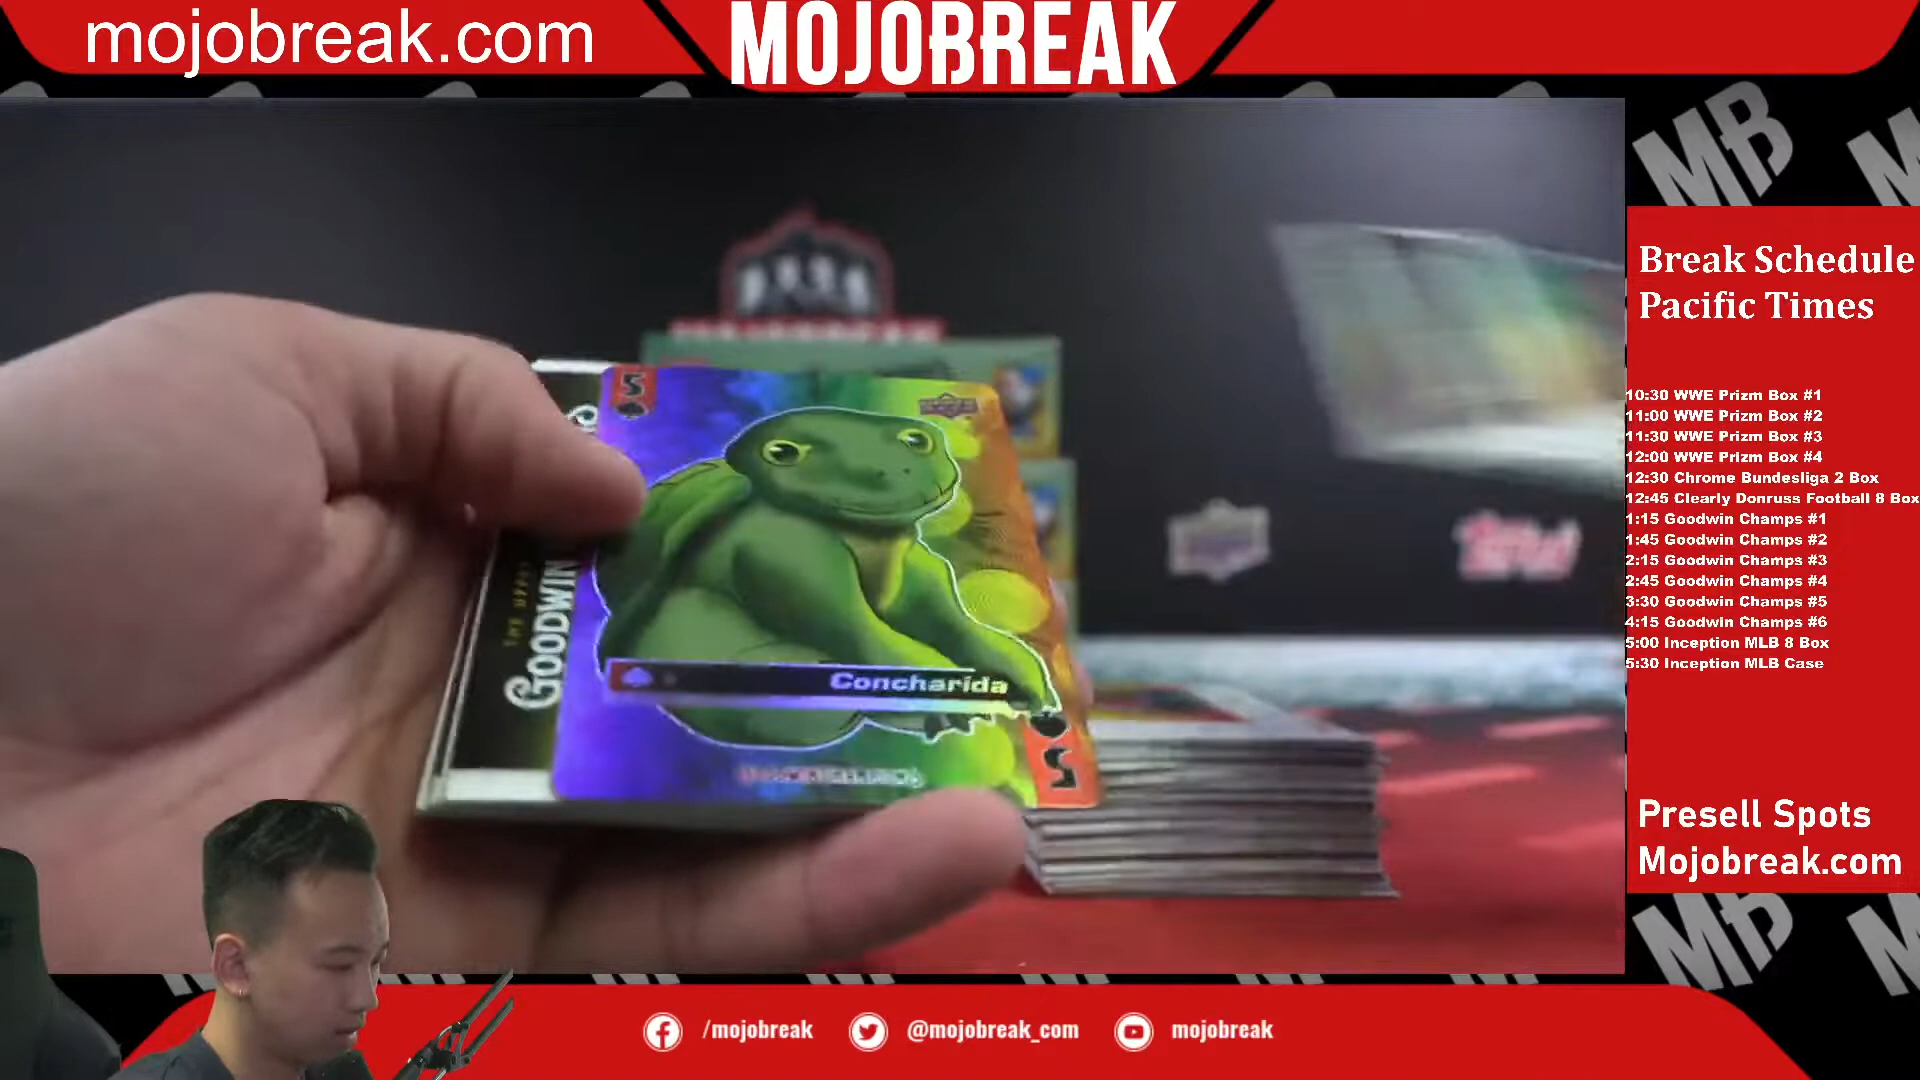 mojobreak.com
MOJOBREAK
MB
Break Schedule
Pacific Times
10:30 WWE Prizm Box #1
11:00 WWE Prizm Box #2
11:30 WWE Prizm Box #3
12:00 WWE Prizm Box #4
12:30 Chrome Bundesliga 2 Box
12:45 Clearly Donruss Football 8 Box
1:15 Goodwin Champs #1
1:45 Goodwin Champs #2
2:15 Goodwin Champs #3
2:45 Goodwin Champs #4
3:30 Goodwin Champs #5
4:15 Goodwin Champs #6
5:00 Inception MLB 8 Box
5:30 Inception MLB Case
Presell Spots
Mojobreak.com
MB
5
THE UPPER
GOODWIN
Concharida
5
topps
/mojobreak
@mojobreak_com
mojobreak